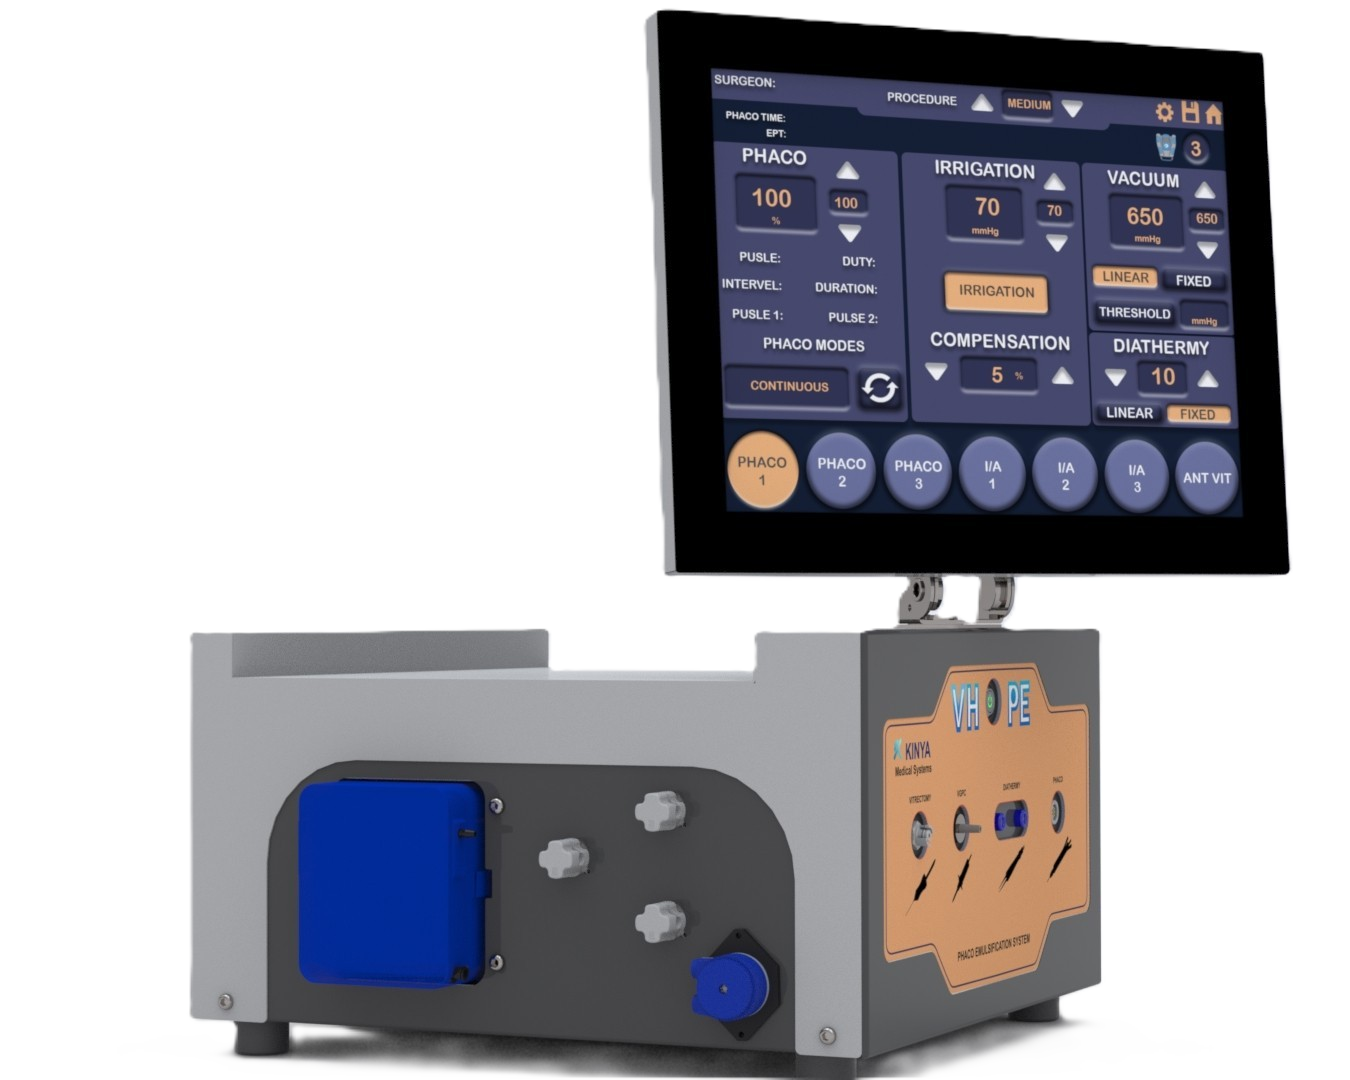 SURGEON:
PROCEDURE
MEDIUM
PHACO TIME:
EPT:
3
PHACO
100
%
100
PUSLE:
DUTY:
INTERVEL:
DURATION:
PUSLE 1:
PULSE 2:
PHACO MODES
CONTINUOUS
IRRIGATION
70
mmHg
70
IRRIGATION
COMPENSATION
5 %
VACUUM
650
mmHg
650
LINEAR
FIXED
THRESHOLD
mmHg
DIATHERMY
10
LINEAR
FIXED
PHACO
1
PHACO
2
PHACO
3
I/A
1
I/A
2
I/A
3
ANT VIT
VH PE
KINYA
Medical Systems
VITRECTOMY
DIATHERMY
PHACO
PHACO EMULSIFICATION SYSTEM